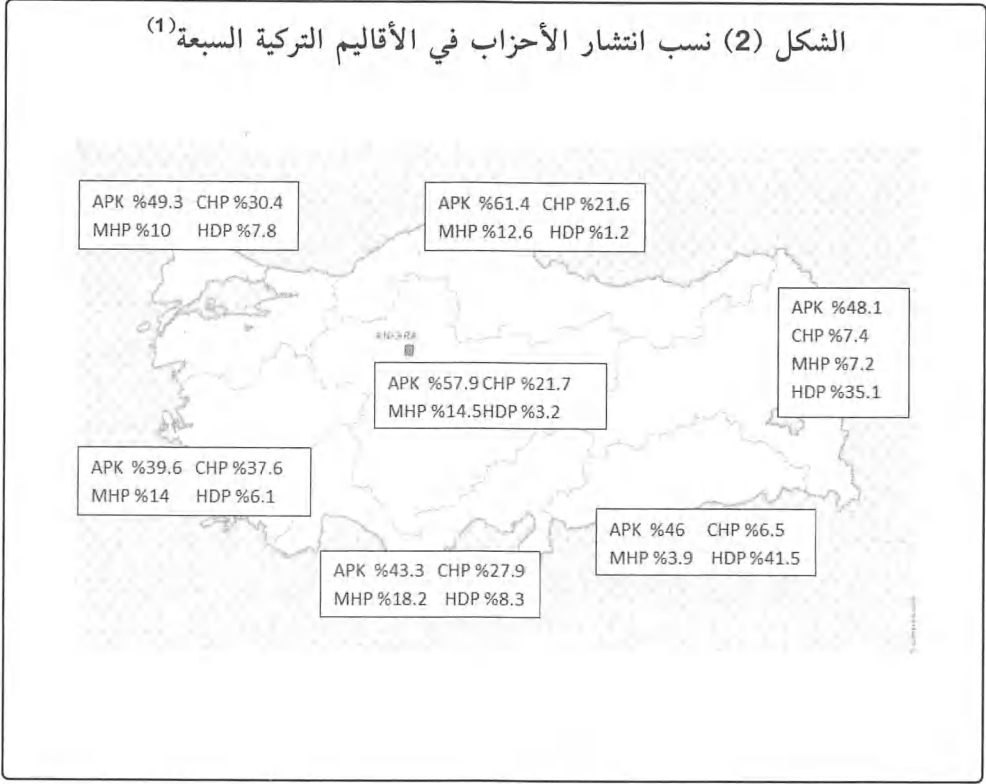 الشكل (2) نسب انتشار الأحزاب في الأقاليم التركية السبعة(1)
APK %49.3 CHP %30.4
MHP %10 HDP %7.8
APK %61.4 CHP %21.6
MHP %12.6 HDP %1.2
APK %48.1
CHP %7.4
MHP %7.2
HDP %35.1
APK %57.9 CHP %21.7
MHP %14.5 HDP %3.2
APK %39.6 CHP %37.6
MHP %14 HDP %6.1
APK %46 CHP %6.5
MHP %3.9 HDP %41.5
APK %43.3 CHP %27.9
MHP %18.2 HDP %8.3